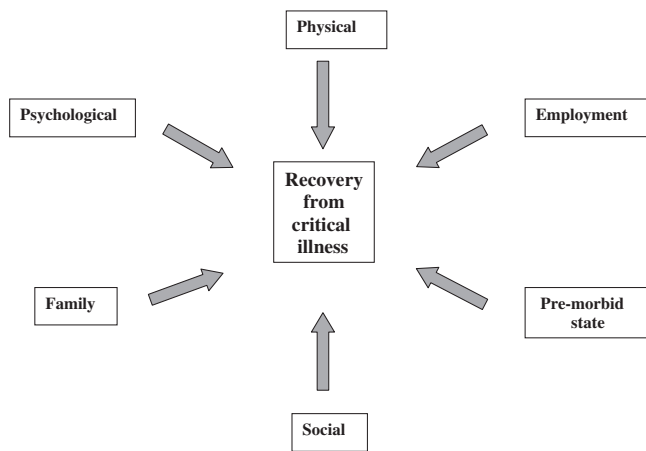 Physical
Psychological
Employment
Recovery
from
critical
illness
Family
Pre-morbid
state
Social